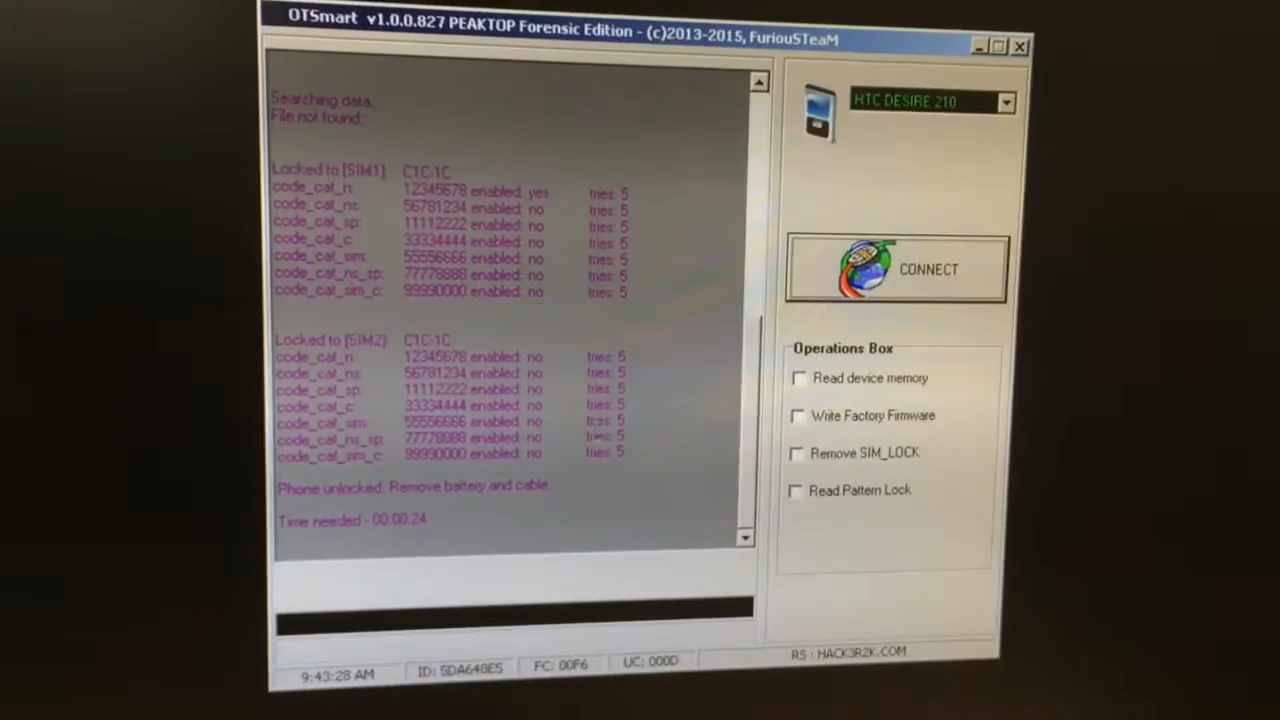 OTSmart v1.0.0.827 PEAKTOP Forensic Edition - (c)2013-2015, FuriouSTeaM
Searching data.
File not found:
Locked to [SIM1] C1C-1C
code_cat_n: 12345678 enabled: yes tries: 5
code_cat_ns: 56781234 enabled: no tries: 5
code_cat_sp: 11112222 enabled: no tries: 5
code_cat_c: 33334444 enabled: no tries: 5
code_cat_sim: 55556666 enabled: no tries: 5
code_cat_ns_sp: 77778888 enabled: no tries: 5
code_cat_sim_c: 99990000 enabled: no tries: 5
Locked to [SIM2] C1C-1C
code_cat_n: 12345678 enabled: no tries: 5
code_cat_ns: 56781234 enabled: no tries: 5
code_cat_sp: 11112222 enabled: no tries: 5
code_cat_c: 33334444 enabled: no tries: 5
code_cat_sim: 55556666 enabled: no tries: 5
code_cat_ns_sp: 77778888 enabled: no tries: 5
code_cat_sim_c: 99990000 enabled: no tries: 5
Phone unlocked. Remove battery and cable.
Time needed - 00:00:24
HTC DESIRE 210
CONNECT
Operations Box
Read device memory
Write Factory Firmware
Remove SIM_LOCK
Read Pattern Lock
9:43:28 AM
ID: 5DA648E5
FC: 00F6
UC: 000D
RS : HACK3R2K.COM